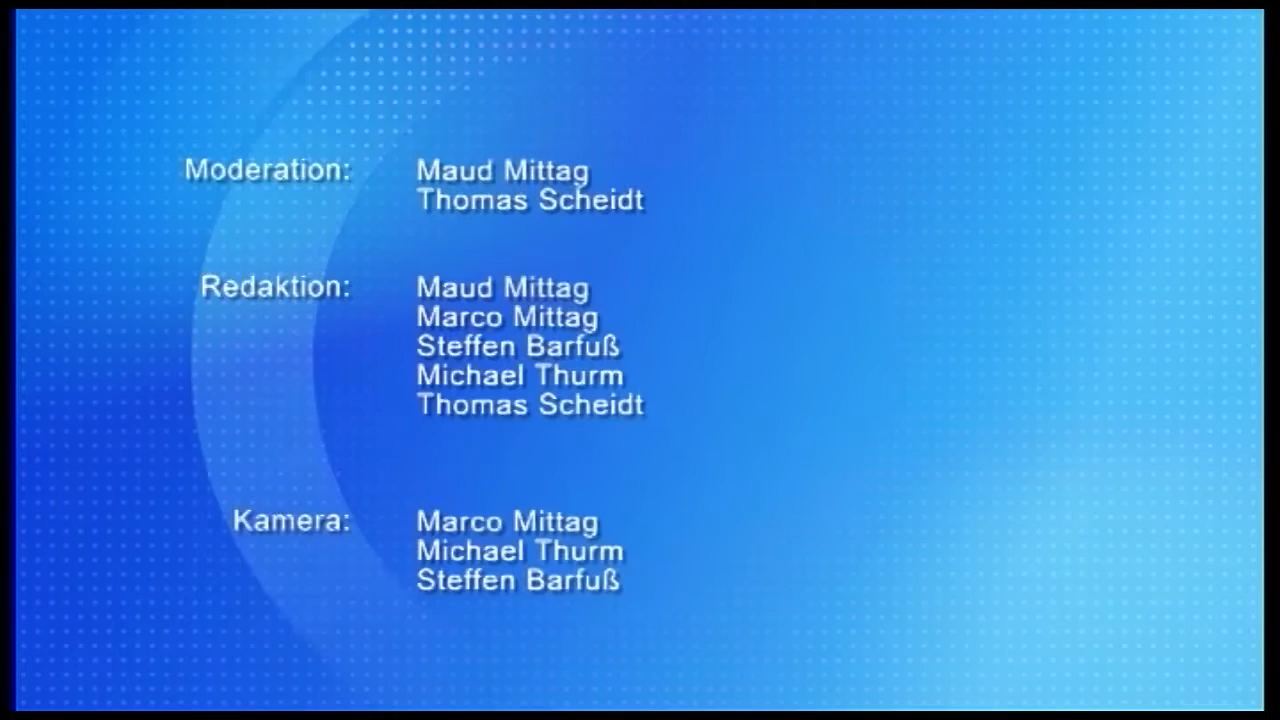 Moderation: Maud Mittag
Thomas Scheidt
Redaktion: Maud Mittag
Marco Mittag
Steffen Barfuß
Michael Thurm
Thomas Scheidt
Kamera: Marco Mittag
Michael Thurm
Steffen Barfuß